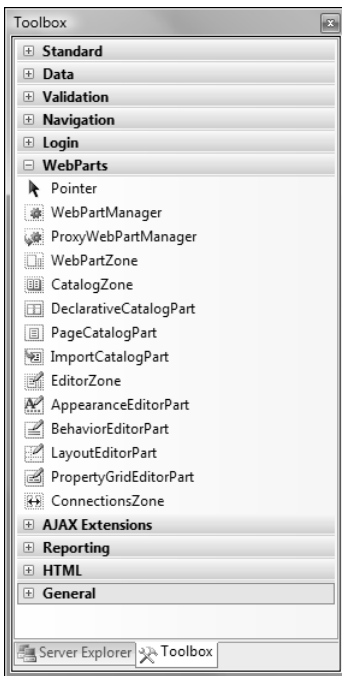 Toolbox
Standard
Data
Validation
Navigation
Login
WebParts
Pointer
WebPartManager
ProxyWebPartManager
WebPartZone
CatalogZone
DeclarativeCatalogPart
PageCatalogPart
ImportCatalogPart
EditorZone
AppearanceEditorPart
BehaviorEditorPart
LayoutEditorPart
PropertyGridEditorPart
ConnectionsZone
AJAX Extensions
Reporting
HTML
General
Server Explorer Toolbox